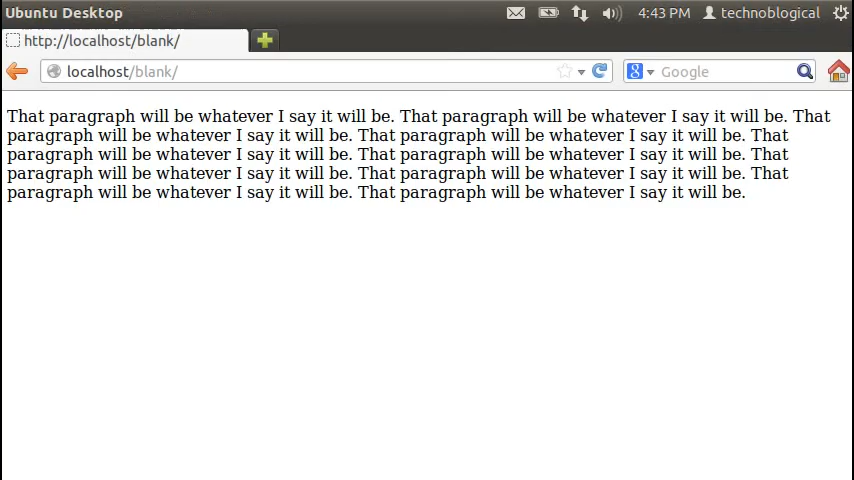 Ubuntu Desktop 4:43 PM technoblogical
http://localhost/blank/
localhost/blank/ Google
That paragraph will be whatever I say it will be. That paragraph will be whatever I say it will be. That
paragraph will be whatever I say it will be. That paragraph will be whatever I say it will be. That
paragraph will be whatever I say it will be. That paragraph will be whatever I say it will be. That
paragraph will be whatever I say it will be. That paragraph will be whatever I say it will be. That
paragraph will be whatever I say it will be. That paragraph will be whatever I say it will be.